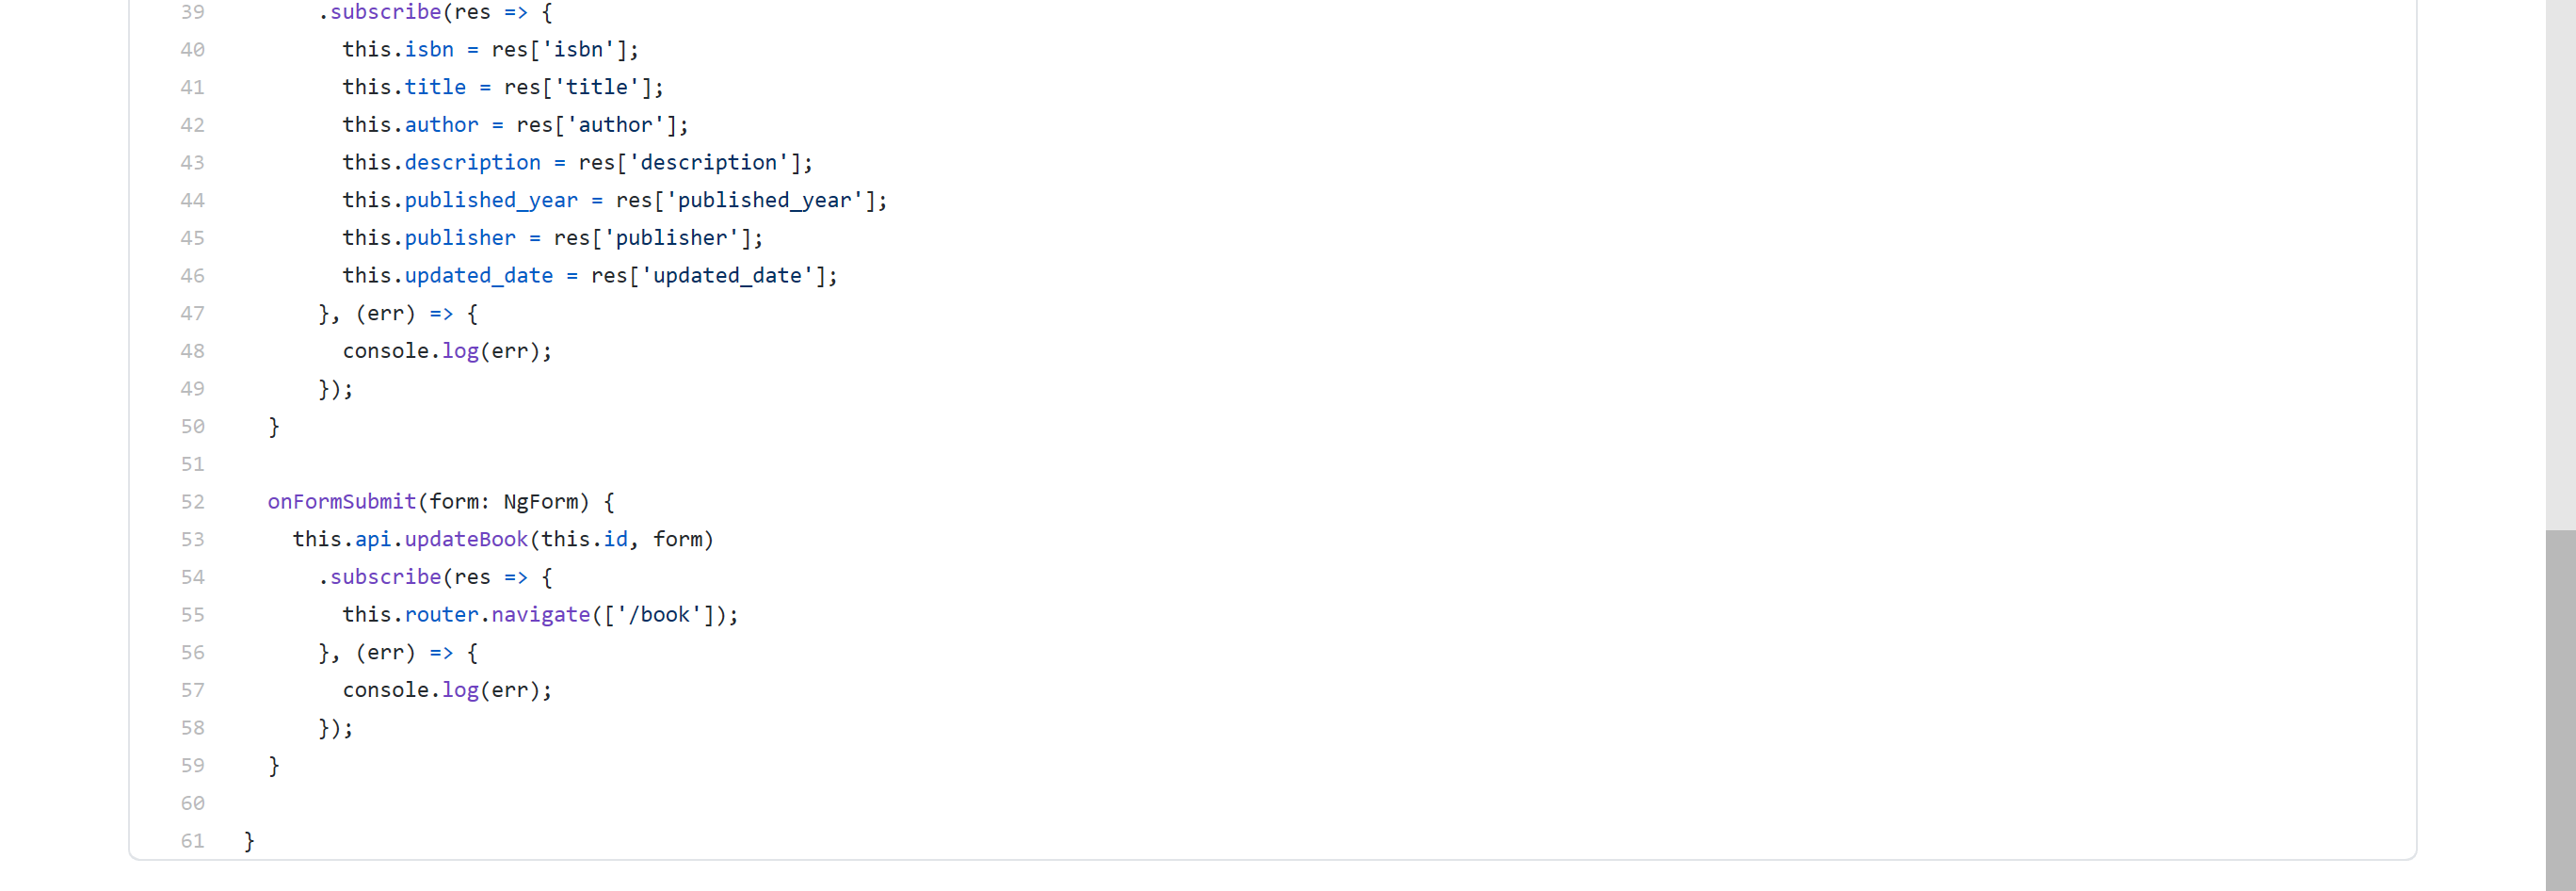 39 .subscribe(res => {
40 this.isbn = res['isbn'];
41 this.title = res['title'];
42 this.author = res['author'];
43 this.description = res['description'];
44 this.published_year = res['published_year'];
45 this.publisher = res['publisher'];
46 this.updated_date = res['updated_date'];
47 }, (err) => {
48 console.log(err);
49 });
50 }
51
52 onFormSubmit(form: NgForm) {
53 this.api.updateBook(this.id, form)
54 .subscribe(res => {
55 this.router.navigate(['/book']);
56 }, (err) => {
57 console.log(err);
58 });
59 }
60
61 }